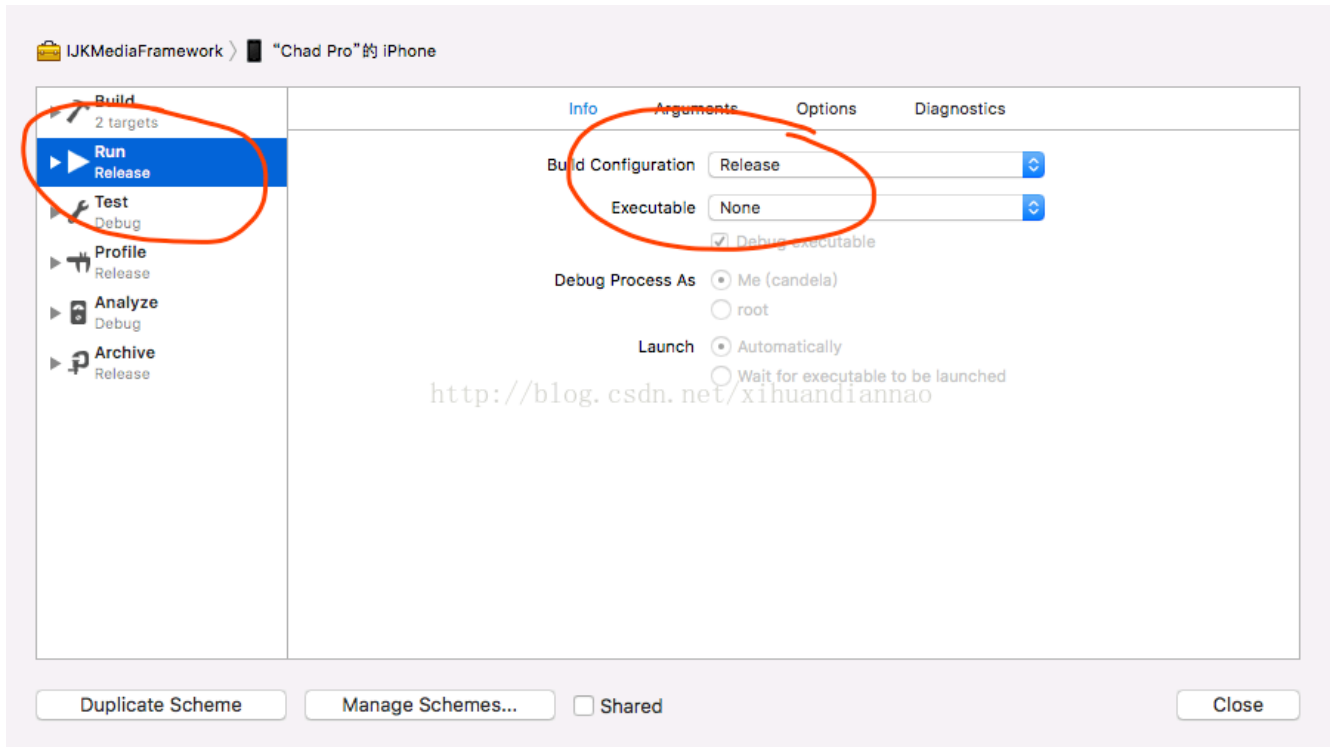 IJKMediaFramework 〉 “Chad Pro”的 iPhone
Build
2 targets
Run
Release
Test
Debug
Profile
Release
Analyze
Debug
Archive
Release
Info Arguments Options Diagnostics
Build Configuration Release
Executable None
Debug executable
Debug Process As Me (candela)
root
Launch Automatically
Wait for executable to be launched
http://blog.csdn.net/xihuandiannao
Duplicate Scheme Manage Schemes... Shared Close